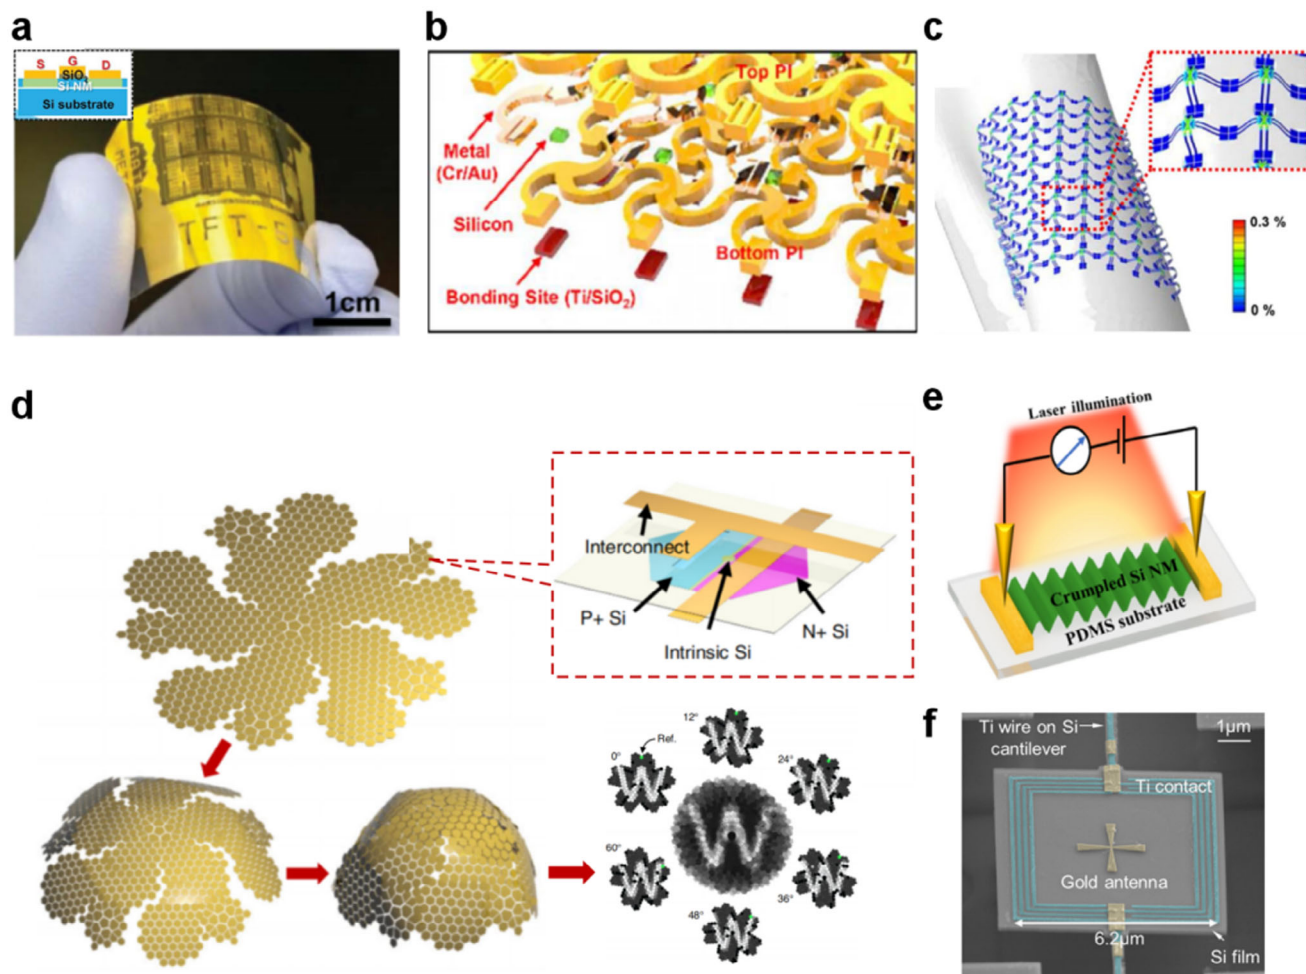 a
S G D
SiO₂
Si NM
Si substrate
TFT-
1cm
b
Top PI
Metal
(Cr/Au)
Silicon
Bottom PI
Bonding Site (Ti/SiO₂)
c
0.3 %
0 %
d
Interconnect
P+ Si
N+ Si
Intrinsic Si
12°
Ref.
0°
24°
W
60°
36°
48°
e
Laser illumination
Crumpled Si NM
PDMS substrate
f
Ti wire on Si
cantilever
1μm
Ti contact
Gold antenna
6.2μm
Si film